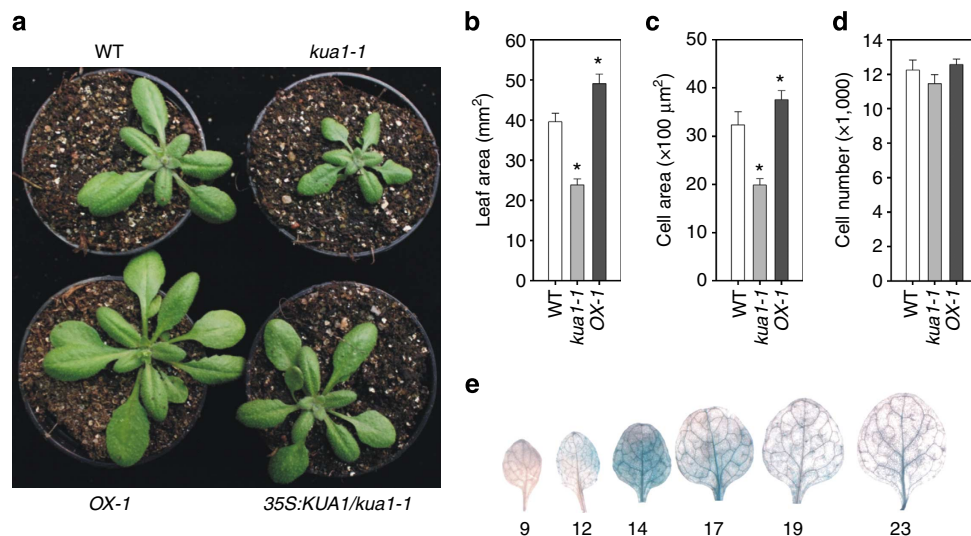 a
WT
kua1-1
OX-1
35S:KUA1/kua1-1
b
Leaf area (mm²)
60
50
40
30
20
10
0
*
*
WT
kua1-1
OX-1
c
Cell area (×100 µm²)
50
40
30
20
10
0
*
*
WT
kua1-1
OX-1
d
Cell number (×1,000)
14
12
10
8
6
4
2
0
WT
kua1-1
OX-1
e
9 12 14 17 19 23